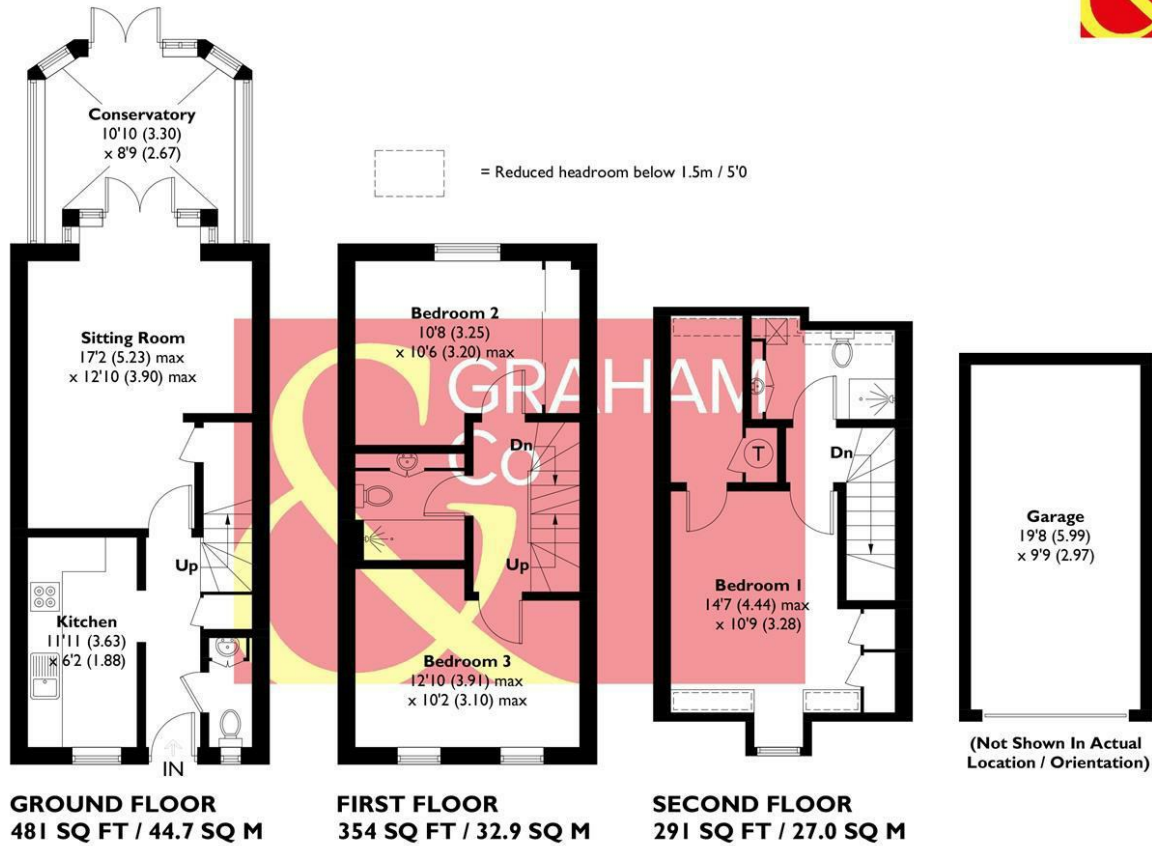 Conservatory
10'10 (3.30)
x 8'9 (2.67)
= Reduced headroom below 1.5m / 5'0
Sitting Room
17'2 (5.23) max
x 12'10 (3.90) max
Up
Kitchen
11'11 (3.63)
x 6'2 (1.88)
IN
GROUND FLOOR
481 SQ FT / 44.7 SQ M
Bedroom 2
10'8 (3.25)
x 10'6 (3.20) max
&
GRAHAM
Co
Dn
Up
Bedroom 3
12'10 (3.91) max
x 10'2 (3.10) max
FIRST FLOOR
354 SQ FT / 32.9 SQ M
T
Dn
Bedroom 1
14'7 (4.44) max
x 10'9 (3.28)
SECOND FLOOR
291 SQ FT / 27.0 SQ M
Garage
19'8 (5.99)
x 9'9 (2.97)
(Not Shown In Actual
Location / Orientation)